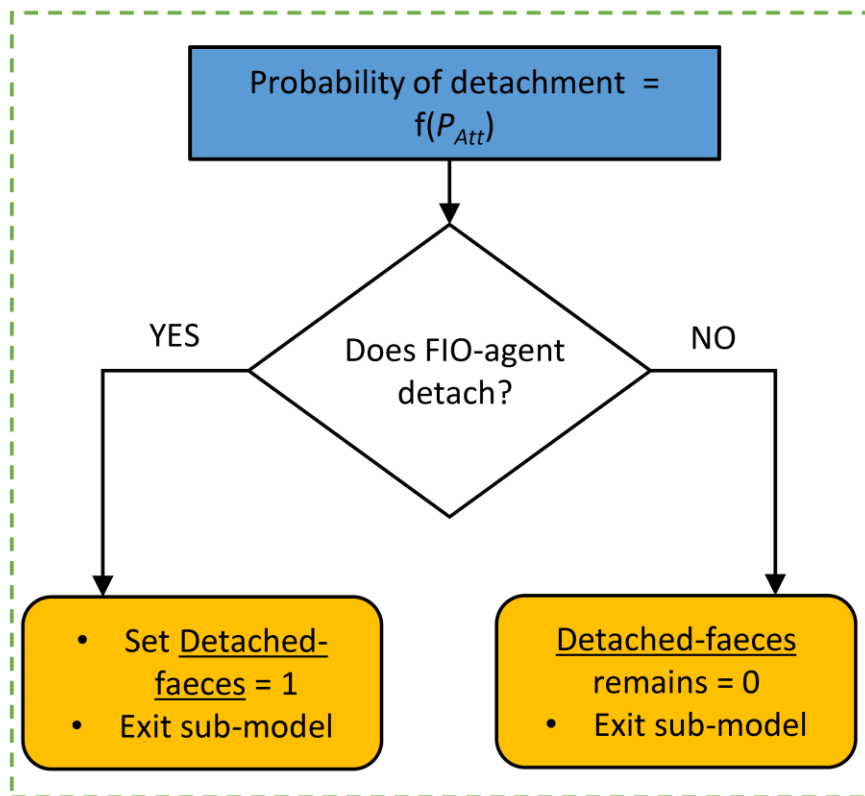 Probability of detachment =
f(P_Att)
Does FIO-agent
detach?
YES
NO
• Set Detached-
faeces = 1
• Exit sub-model
Detached-faeces
remains = 0
• Exit sub-model